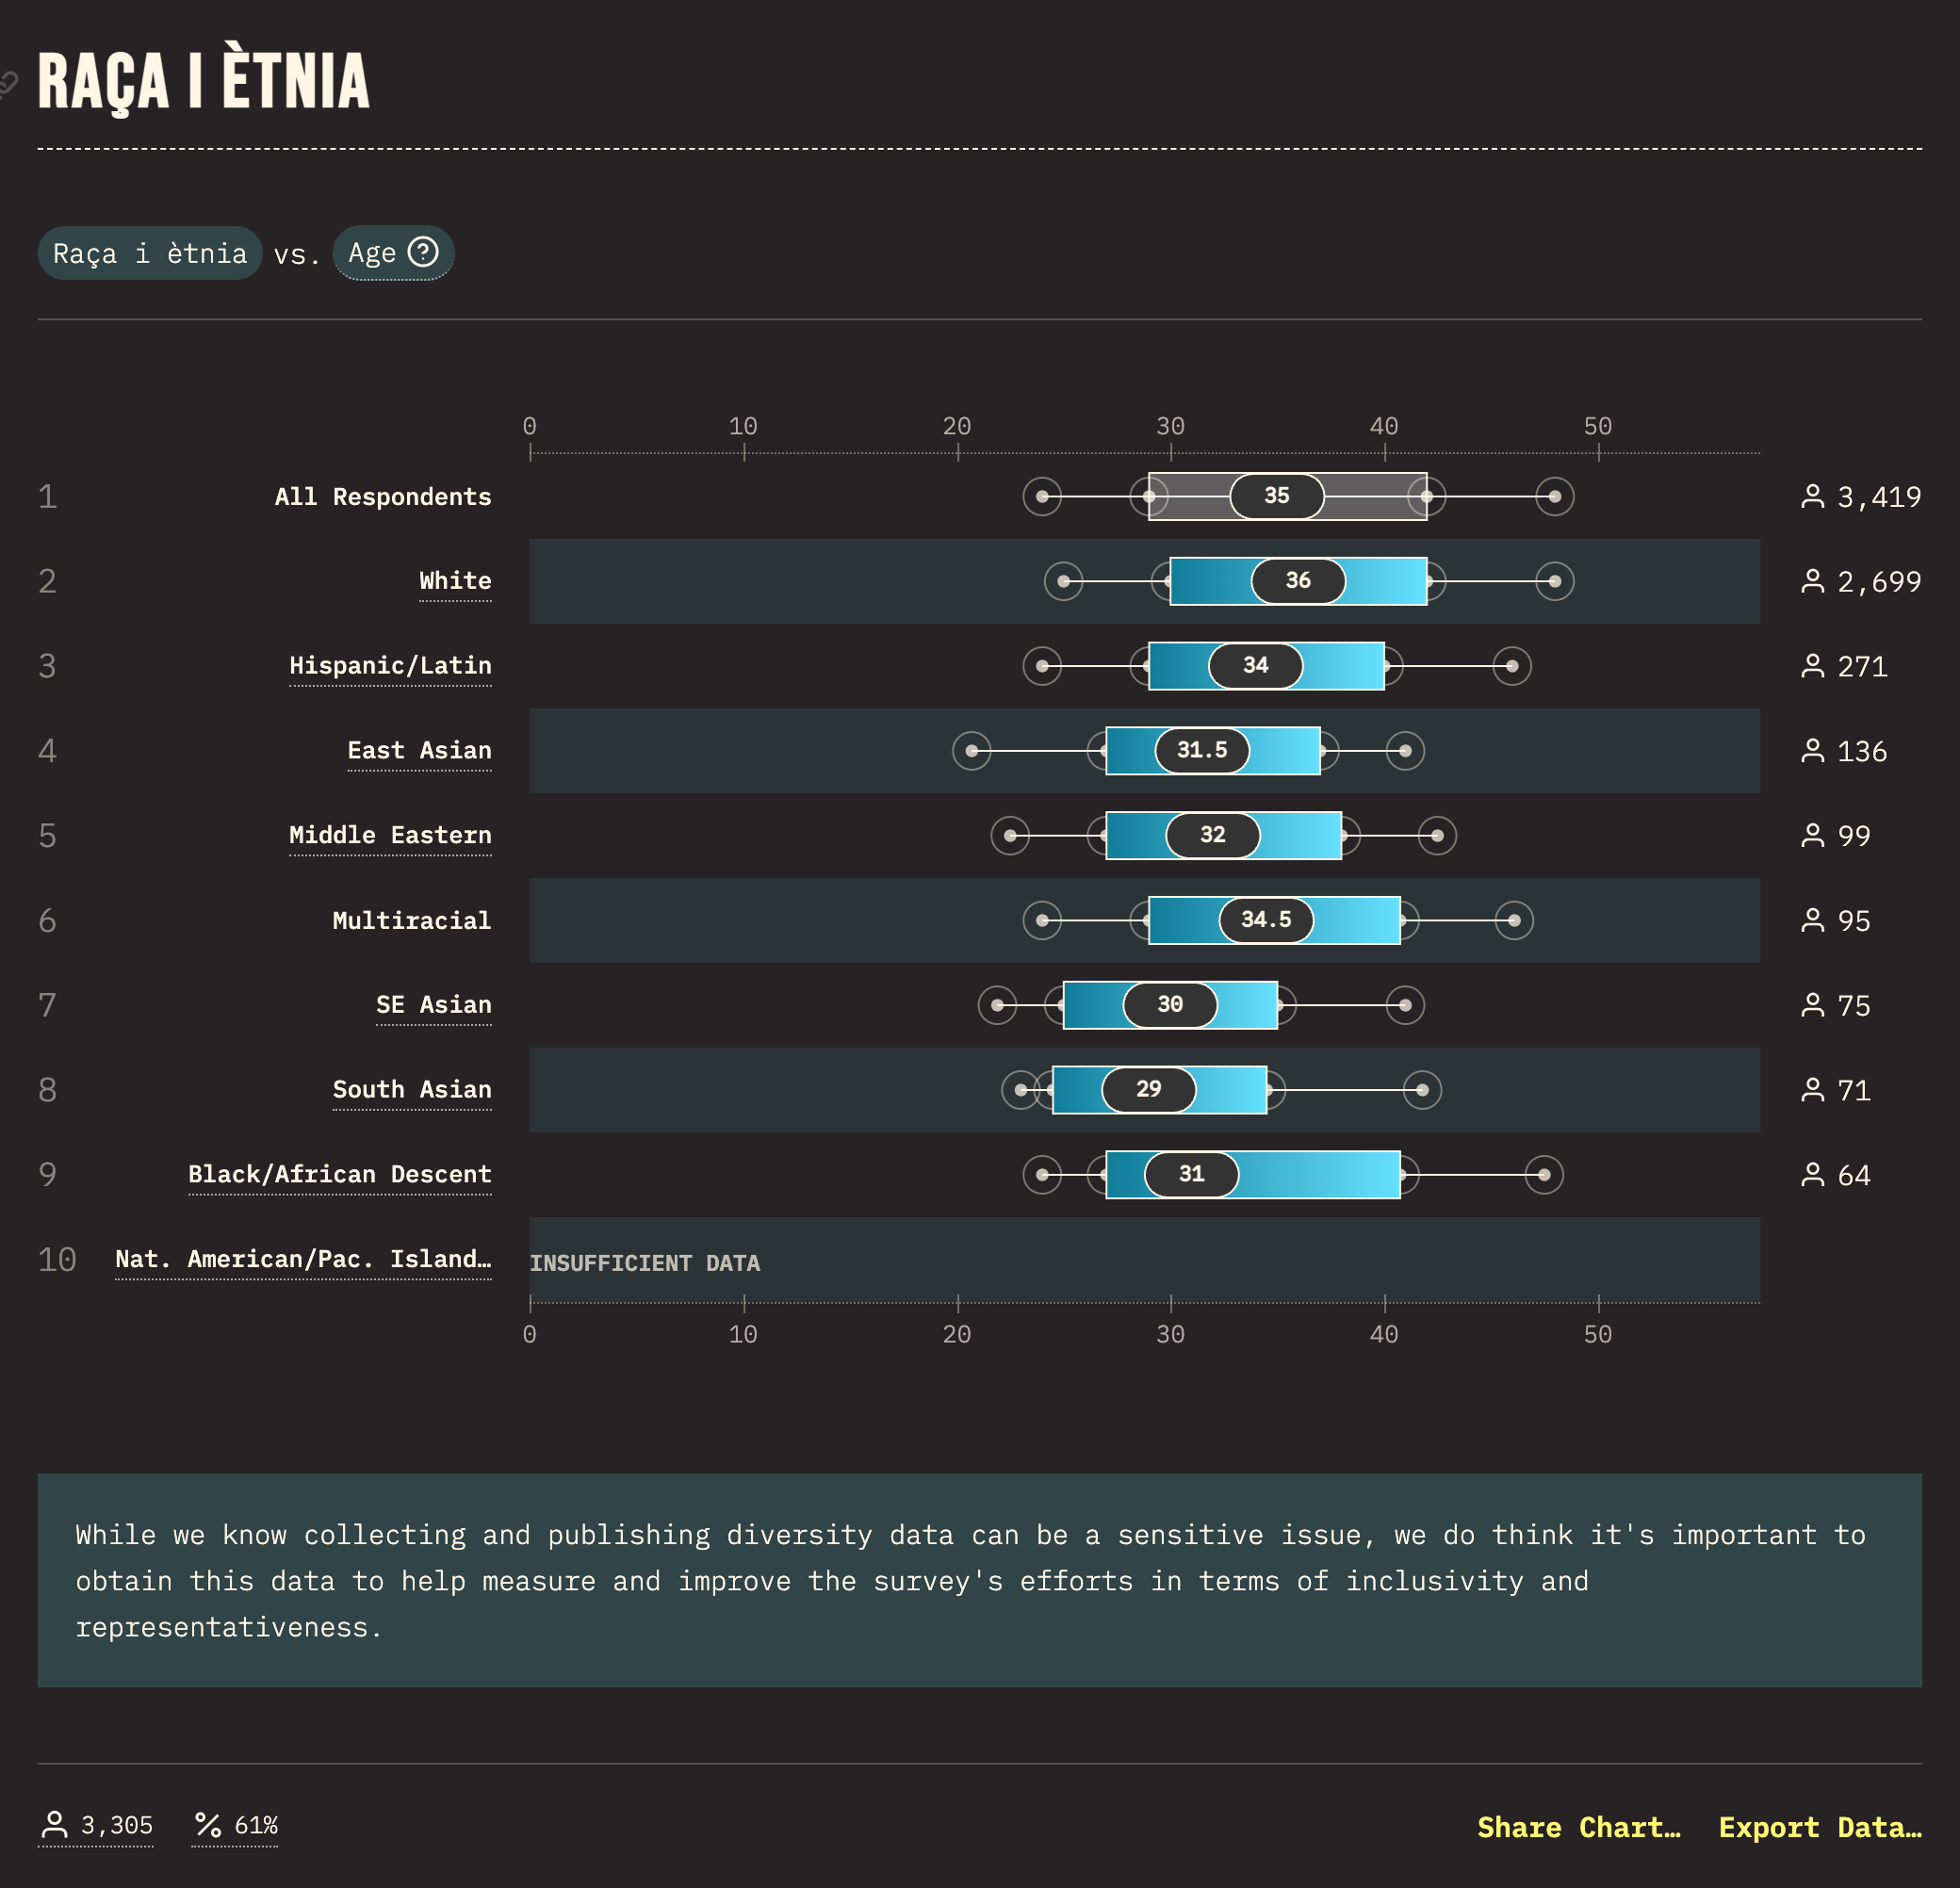 RAÇA I ÈTNIA
Raça i ètnia vs. Age ?
0 10 20 30 40 50
1 All Respondents 35 3,419
2 White 36 2,699
3 Hispanic/Latin 34 271
4 East Asian 31.5 136
5 Middle Eastern 32 99
6 Multiracial 34.5 95
7 SE Asian 30 75
8 South Asian 29 71
9 Black/African Descent 31 64
10 Nat. American/Pac. Island… INSUFFICIENT DATA
0 10 20 30 40 50
While we know collecting and publishing diversity data can be a sensitive issue, we do think it's important to
obtain this data to help measure and improve the survey's efforts in terms of inclusivity and
representativeness.
3,305 % 61% Share Chart… Export Data…